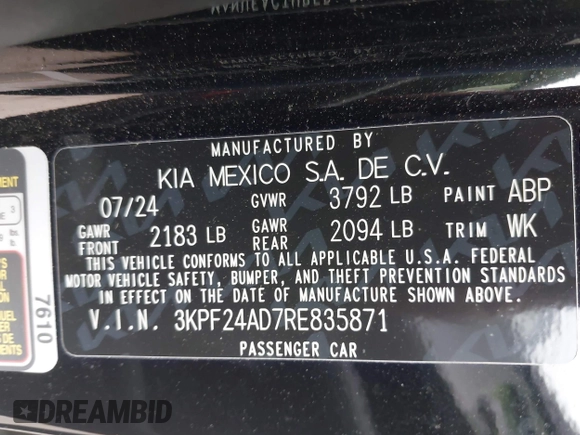 MANUFACTURED BY
KIA MEXICO S.A. DE C.V.
07/24 GVWR 3792 LB PAINT ABP
GAWR FRONT 2183 LB GAWR REAR 2094 LB TRIM WK
THIS VEHICLE CONFORMS TO ALL APPLICABLE U.S.A. FEDERAL
MOTOR VEHICLE SAFETY, BUMPER, AND THEFT PREVENTION STANDARDS
IN EFFECT ON THE DATE OF MANUFACTURE SHOWN ABOVE.
V.I.N. 3KPF24AD7RE835871
PASSENGER CAR
7610
DREAMBID